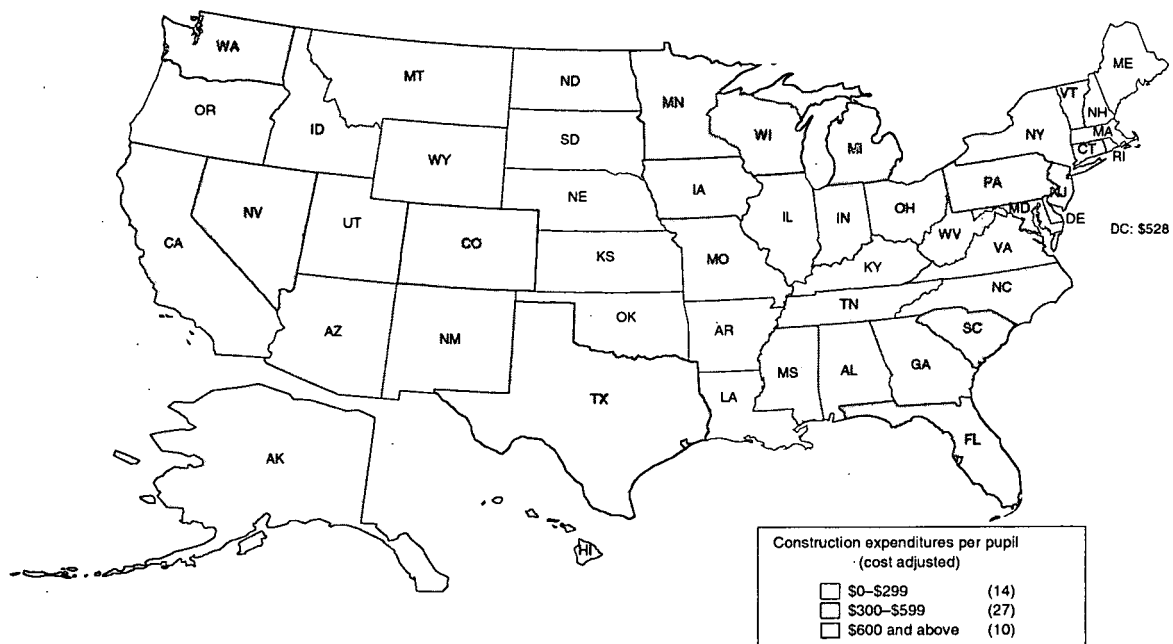 WA
ME
MT
ND
VT
MN
OR
NH
ID
WI
NY
MA
SD
MI
CT
RI
WY
PA
IA
NE
NJ
OH
NV
MD
DE
IL
IN
UT
WV
DC: $528
CO
CA
VA
KS
MO
KY
NC
TN
OK
AZ
AR
SC
NM
MS
AL
GA
TX
LA
FL
AK
HI
Construction expenditures per pupil
(cost adjusted)
$0–$299 (14)
$300–$599 (27)
$600 and above (10)